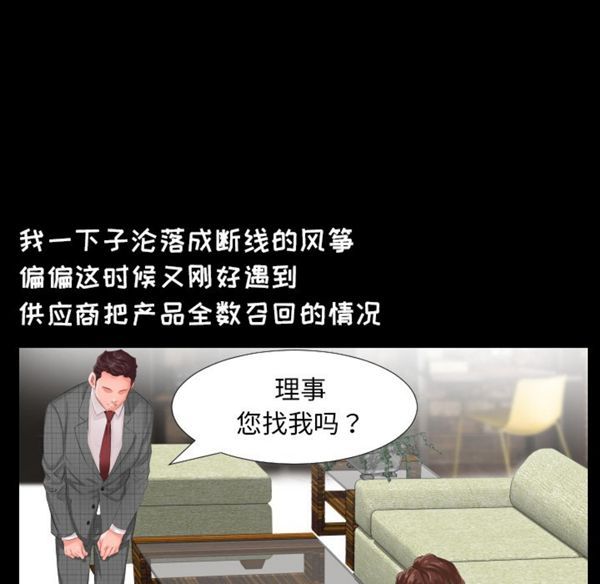 我一下子沦落成断线的风筝
偏偏这时候又刚好遇到
供应商把产品全数召回的情况
理事
您找我吗？